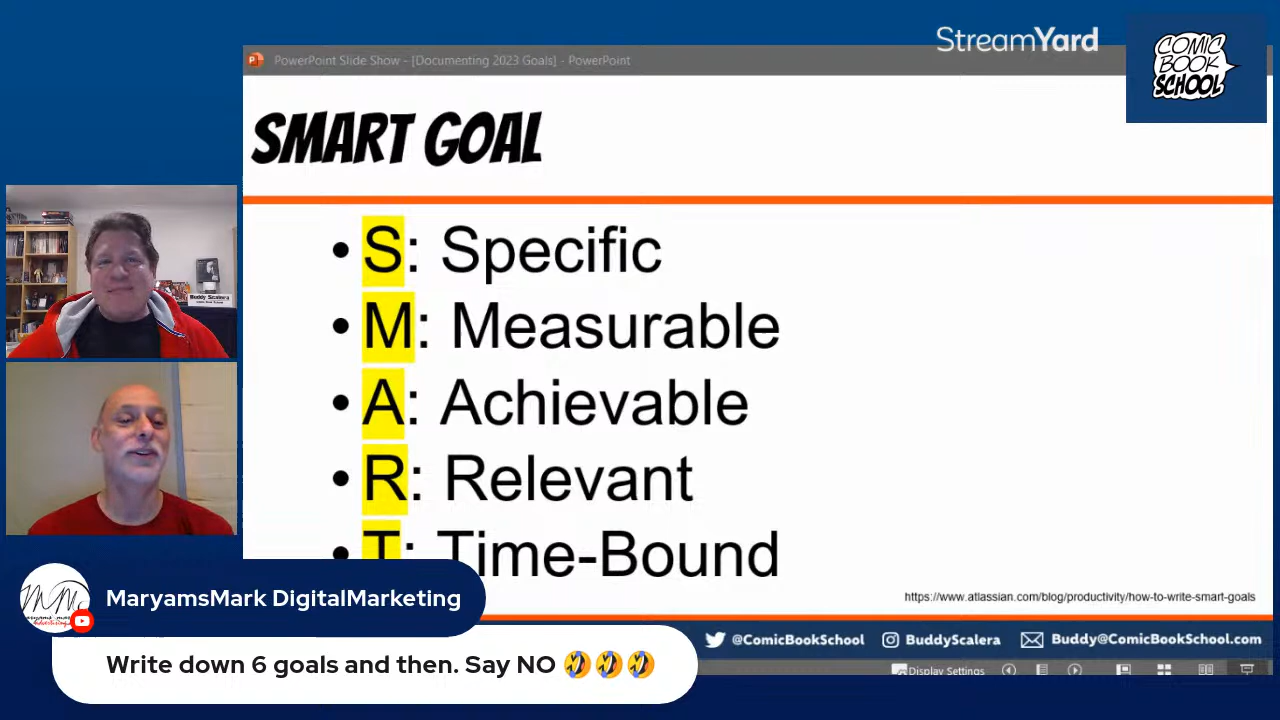 StreamYard
COMIC
BOOK
SCHOOL
PowerPoint Slide Show - [Documenting 2023 Goals] - PowerPoint
SMART GOAL
• S: Specific
• M: Measurable
• A: Achievable
• R: Relevant
• T: Time-Bound
https://www.atlassian.com/blog/productivity/how-to-write-smart-goals
Buddy Scalera
MaryamsMark DigitalMarketing
Write down 6 goals and then. Say NO 🤣🤣🤣
@ComicBookSchool
BuddyScalera
Buddy@ComicBookSchool.com
Display Settings